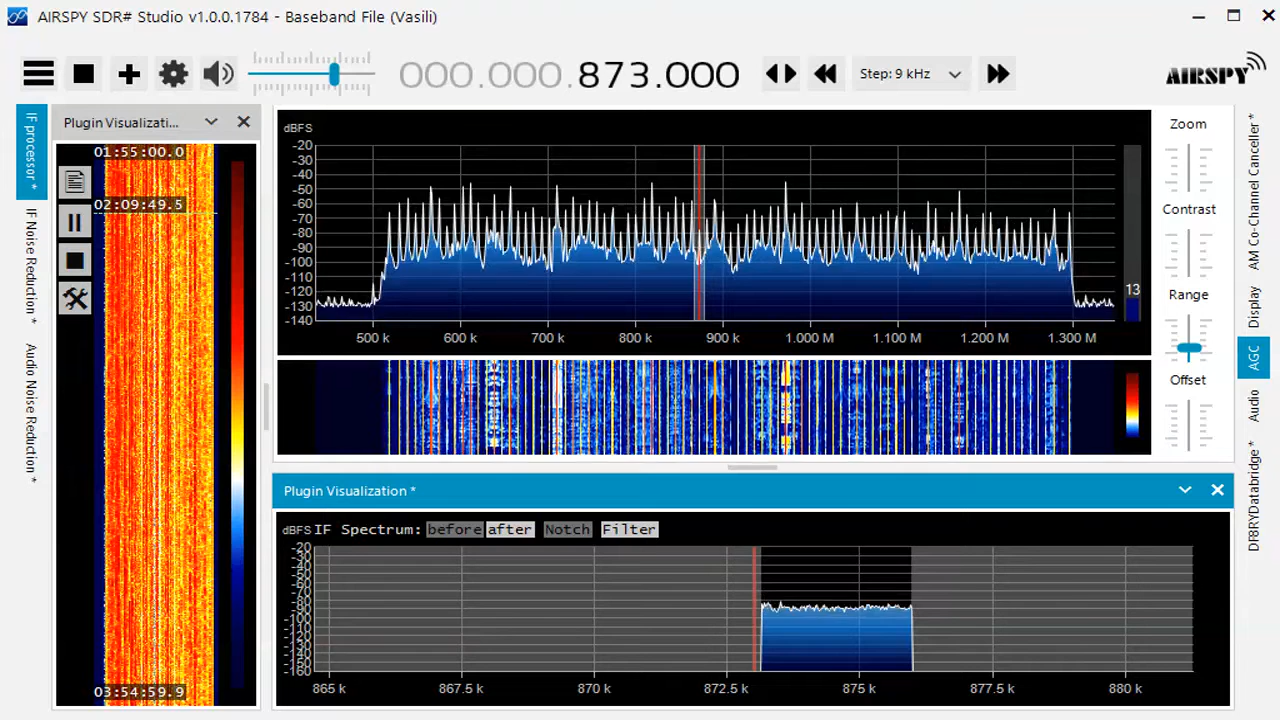 AIRSPY SDR# Studio v1.0.0.1784 - Baseband File (Vasili)
000.000.873.000
Step: 9 kHz
AIRSPY
IF processor *
IF Noise Reduction *
Audio Noise Reduction *
Plugin Visualizati...
01:55:00.0
02:09:49.5
03:54:59.9
dBFS
-20
-30
-40
-50
-60
-70
-80
-90
-100
-110
-120
-130
-140
500 k 600 k 700 k 800 k 900 k 1.000 M 1.100 M 1.200 M 1.300 M
13
Zoom
Contrast
Range
Offset
AM Co-Channel Canceller *
Display
AGC
Audio
DF8RYDatabridge *
Plugin Visualization *
dBFS IF Spectrum: before after Notch Filter
-20
-30
-40
-50
-60
-70
-80
-90
-100
-110
-120
-130
-140
-150
-160
865 k 867.5 k 870 k 872.5 k 875 k 877.5 k 880 k